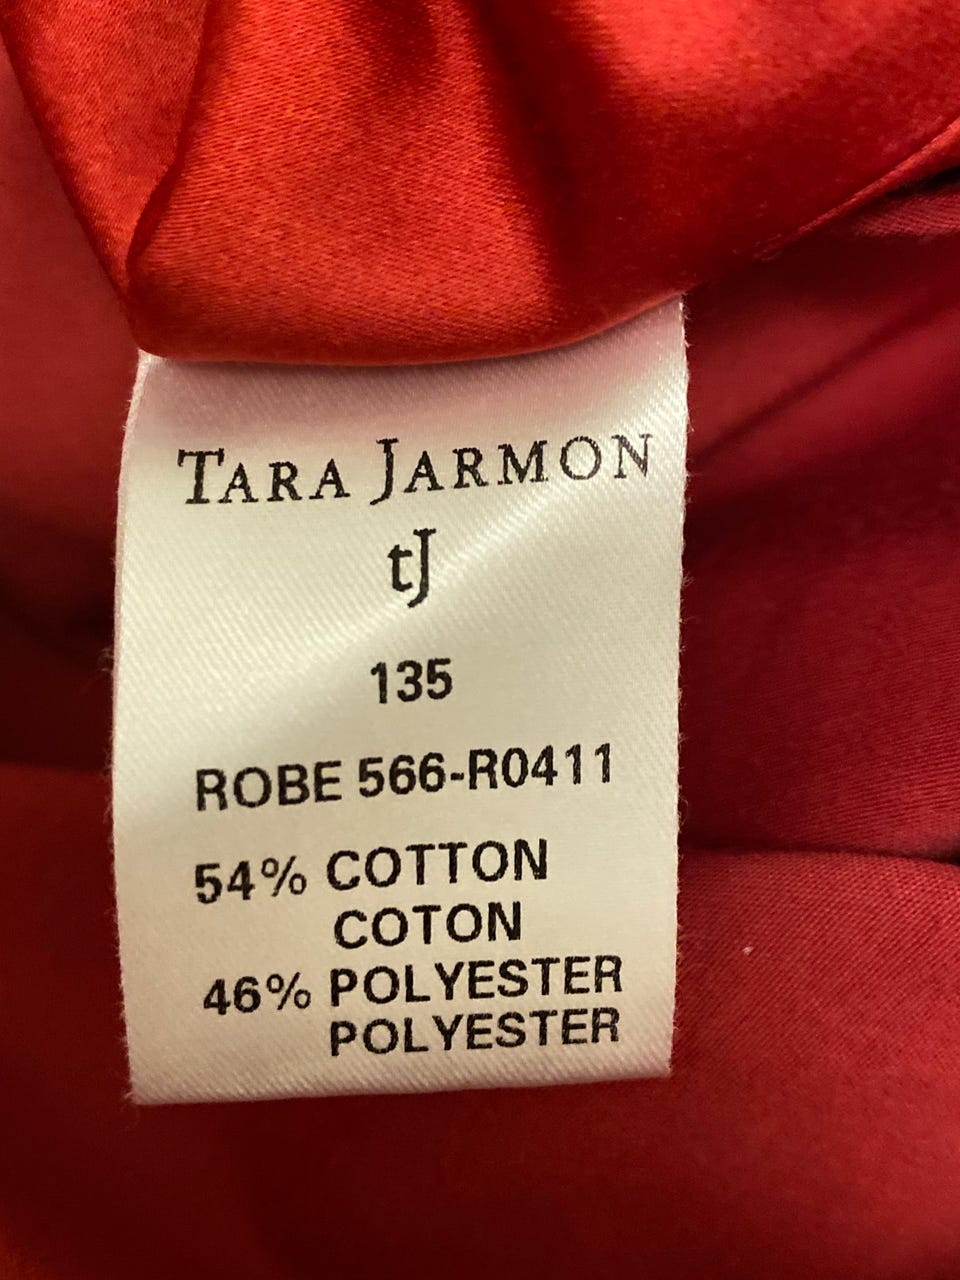 TARA JARMON
tJ
135
ROBE 566-R0411
54% COTTON
COTON
46% POLYESTER
POLYESTER